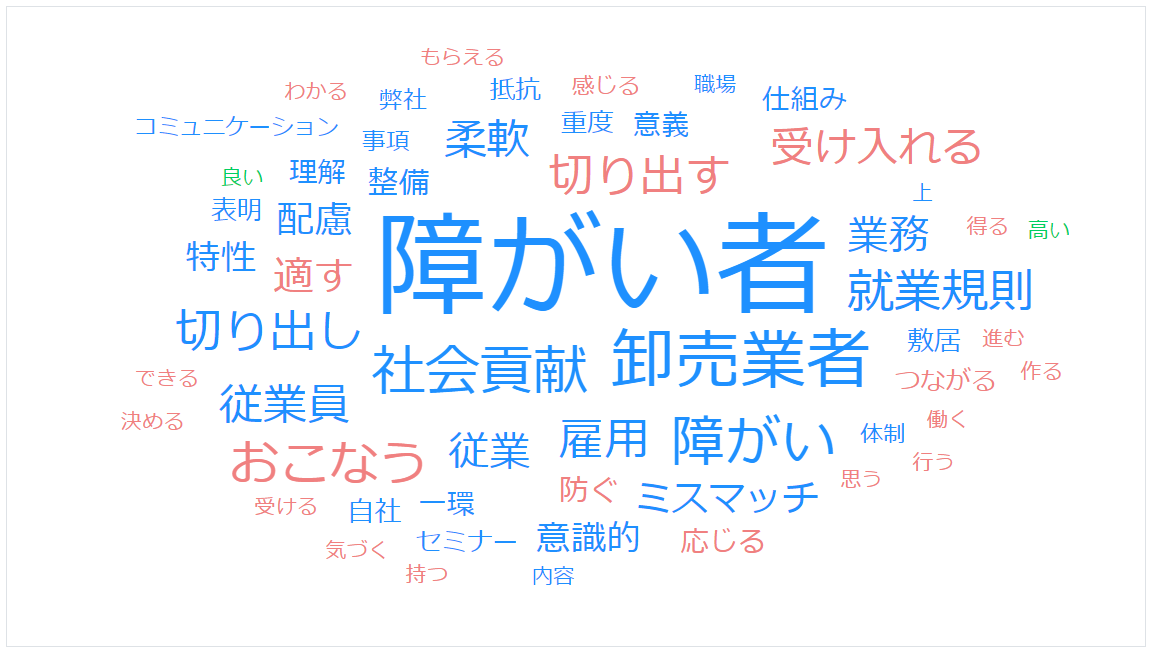 もらえる
わかる
弊社
抵抗
感じる
職場
仕組み
コミュニケーション
事項
柔軟
重度
意義
受け入れる
良い
理解
整備
切り出す
上
表明
配慮
障がい者
業務
得る
高い
特性
適す
就業規則
切り出し
社会貢献
卸売業者
敷居
進む
できる
従業員
つながる
作る
決める
おこなう
従業
雇用
障がい
体制
働く
行う
受ける
自社
一環
防ぐ
ミスマッチ
思う
気づく
セミナー
意識的
応じる
持つ
内容